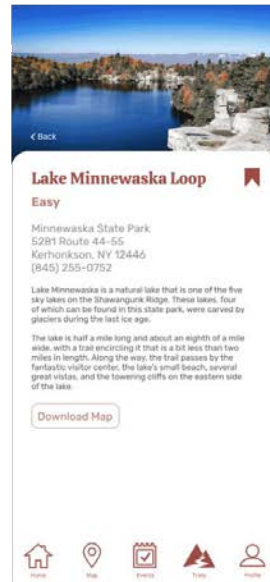 < Back
Lake Minnewaska Loop
Easy
Minnewaska State Park
5281 Route 44-55
Kerhonkson, NY 12446
(845) 255-0752
Lake Minnewaska is a natural lake that is one of the five
sky lakes on the Shawangunk Ridge. These lakes, four
of which can be found in this state park, were carved by
glaciers during the last ice age.
The lake is half a mile long and about an eighth of a mile
wide, with a trail encircling it that is a bit less than two
miles in length. Along the way, the trail passes by the
fantastic visitor center, the lake's small beach, several
great vistas, and the towering cliffs on the eastern side
of the lake.
Download Map
Home Map Events Trails Profile